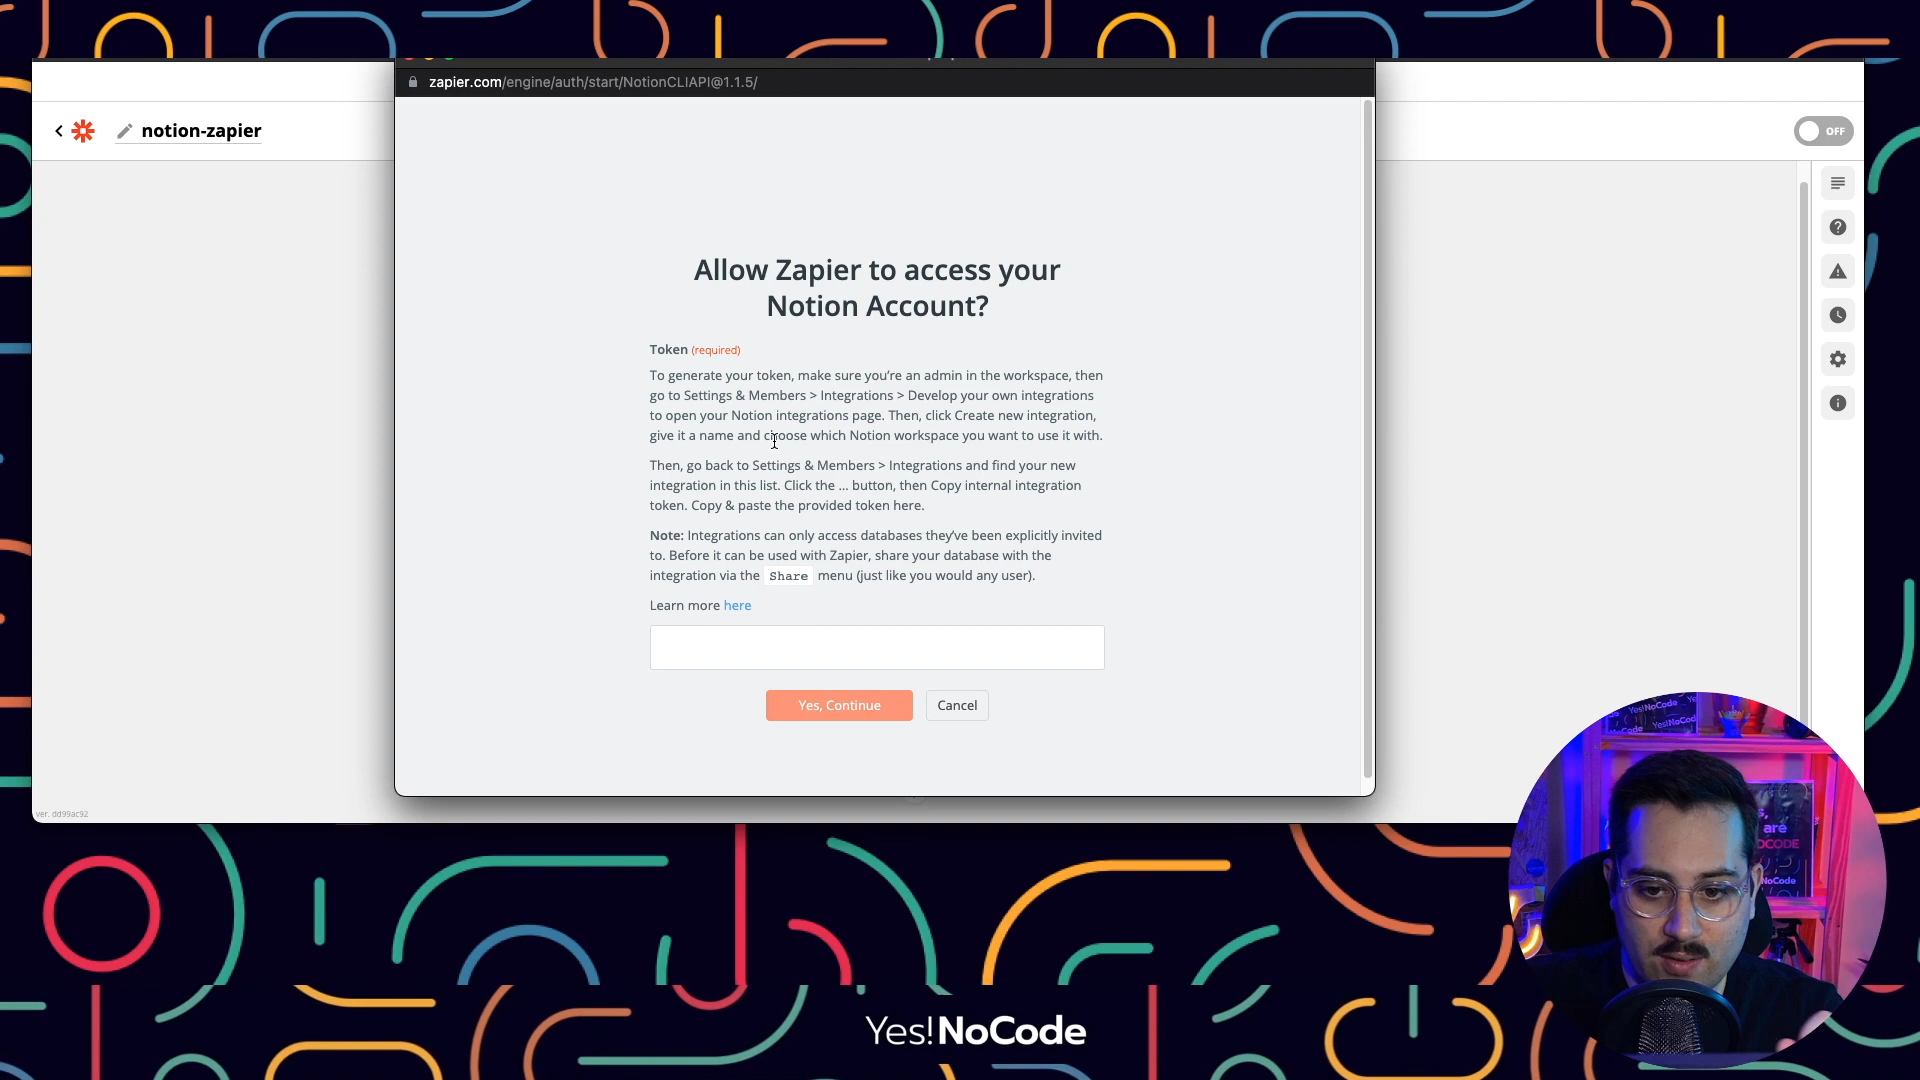 zapier.com/engine/auth/start/NotionCLIAPI@1.1.5/
notion-zapier
OFF
Allow Zapier to access your
Notion Account?
Token (required)
To generate your token, make sure you're an admin in the workspace, then
go to Settings & Members > Integrations > Develop your own integrations
to open your Notion integrations page. Then, click Create new integration,
give it a name and choose which Notion workspace you want to use it with.
Then, go back to Settings & Members > Integrations and find your new
integration in this list. Click the ... button, then Copy internal integration
token. Copy & paste the provided token here.
Note: Integrations can only access databases they've been explicitly invited
to. Before it can be used with Zapier, share your database with the
integration via the Share menu (just like you would any user).
Learn more here
Yes, Continue
Cancel
ver. dd99ac92
Yes!NoCode
Yes!NoCod
are
Yes!NoCode